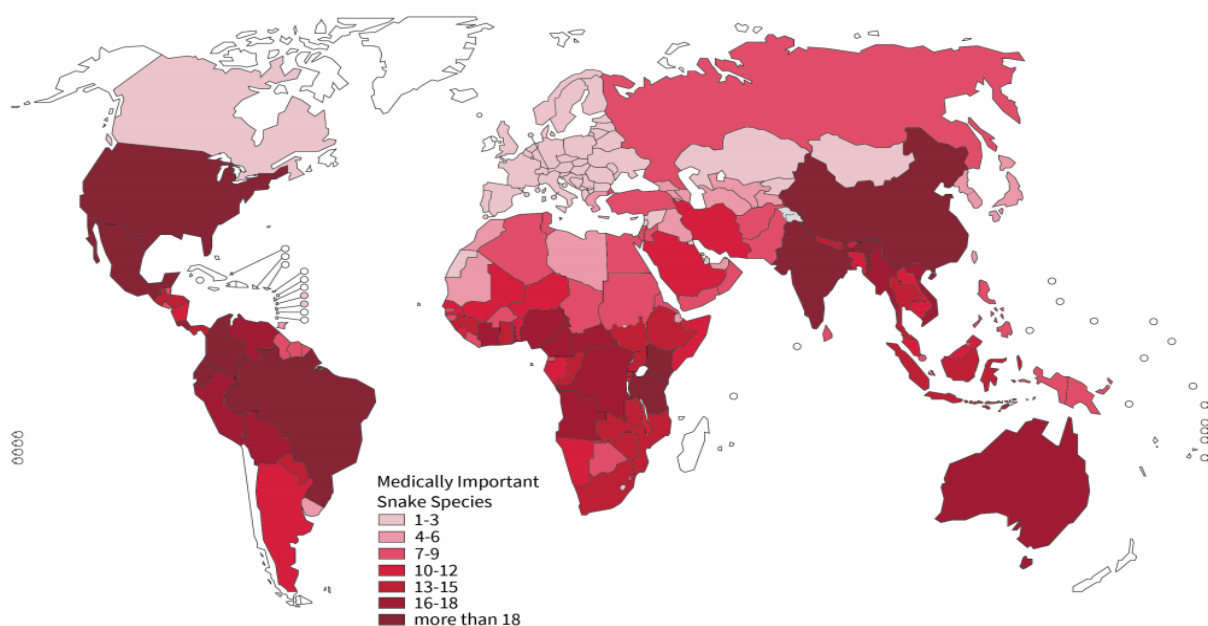 Medically Important
Snake Species
1-3
4-6
7-9
10-12
13-15
16-18
more than 18